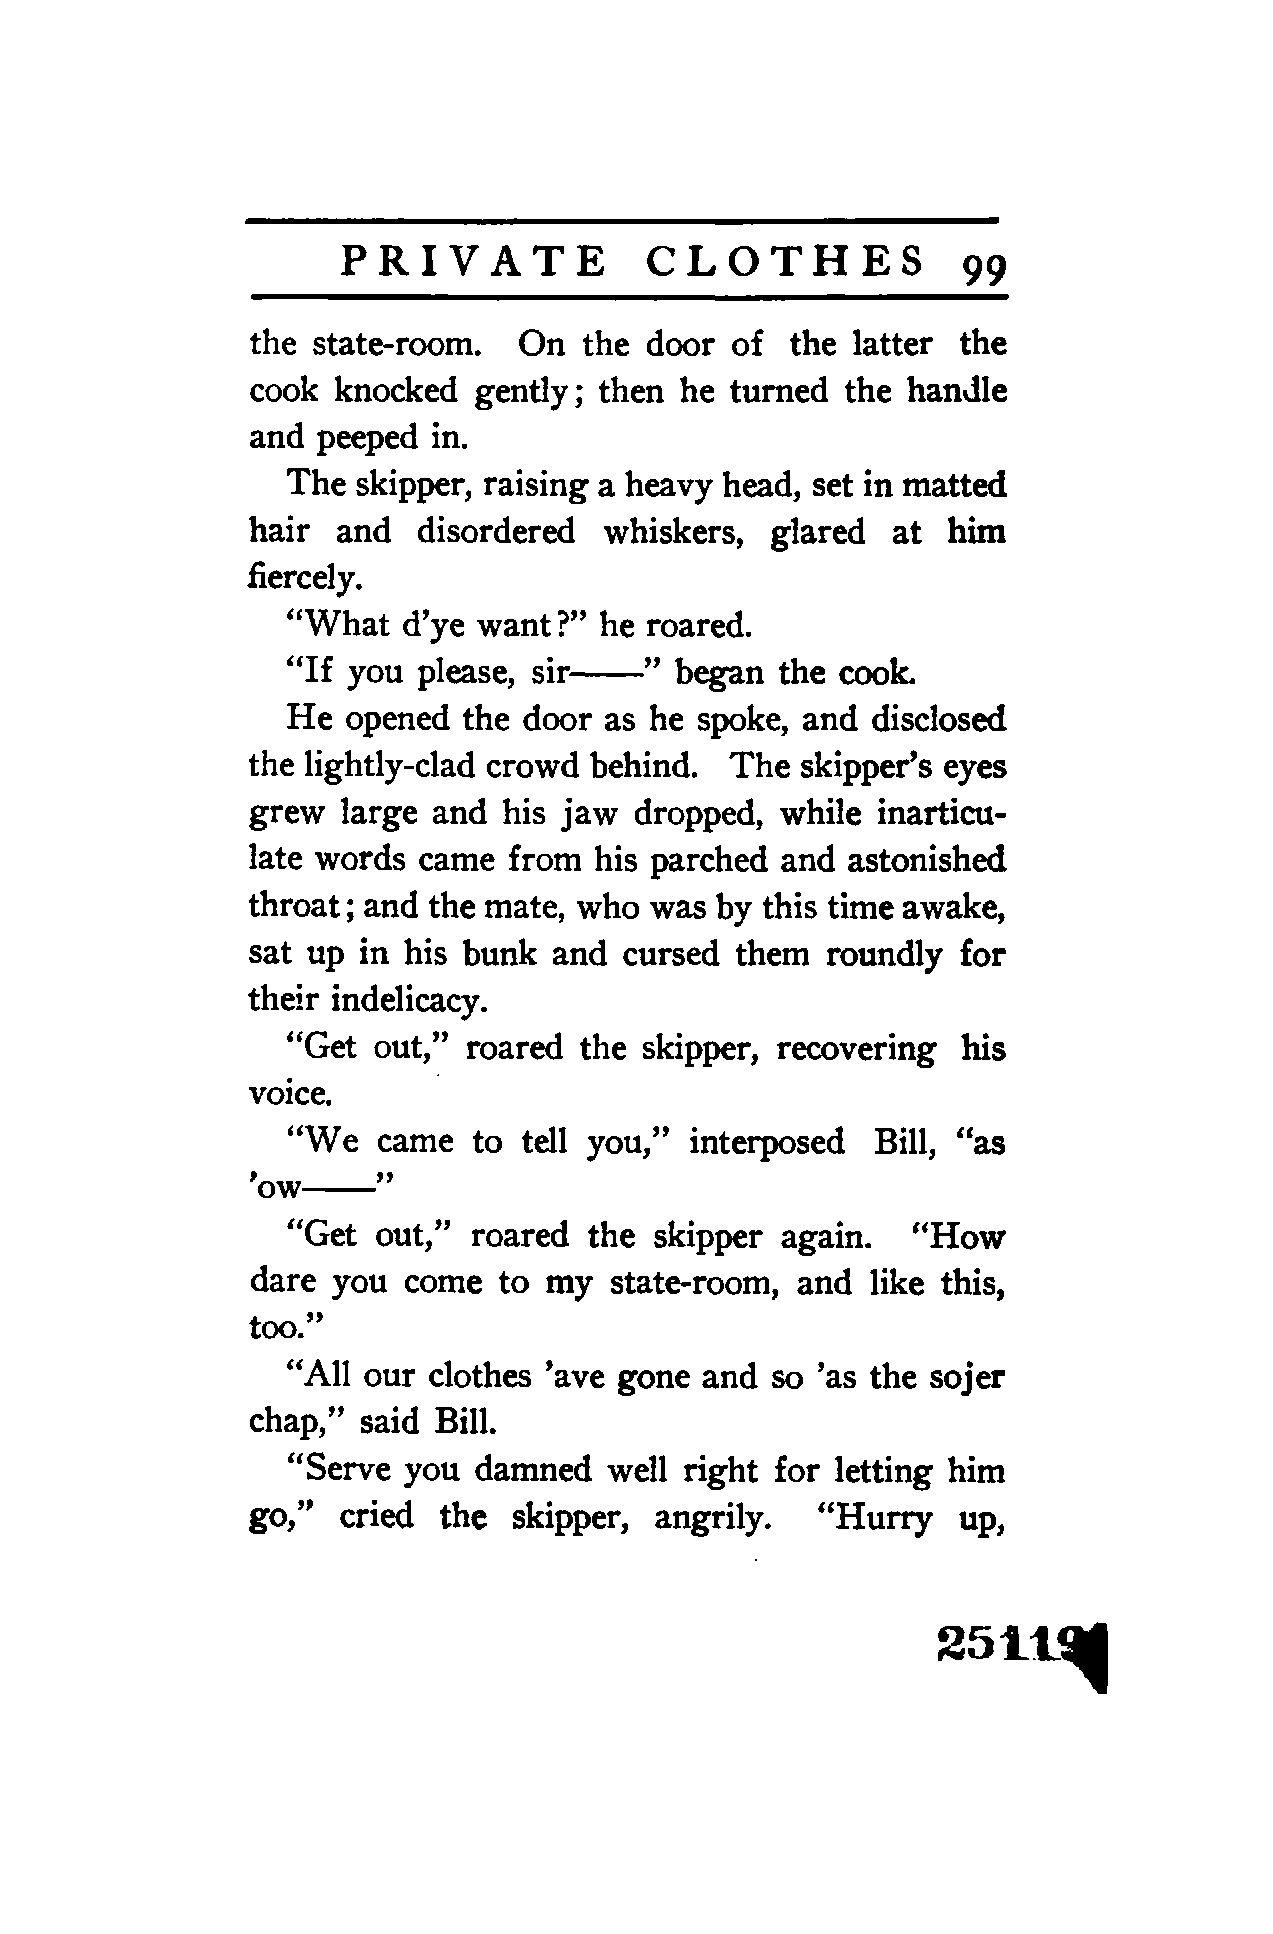 PRIVATE CLOTHES 99
the state-room. On the door of the latter the
cook knocked gently; then he turned the handle
and peeped in.
The skipper, raising a heavy head, set in matted
hair and disordered whiskers, glared at him
fiercely.
“What d’ye want?” he roared.
“If you please, sir——” began the cook.
He opened the door as he spoke, and disclosed
the lightly-clad crowd behind. The skipper’s eyes
grew large and his jaw dropped, while inarticu-
late words came from his parched and astonished
throat; and the mate, who was by this time awake,
sat up in his bunk and cursed them roundly for
their indelicacy.
“Get out,” roared the skipper, recovering his
voice.
“We came to tell you,” interposed Bill, “as
’ow——”
“Get out,” roared the skipper again. “How
dare you come to my state-room, and like this,
too.”
“All our clothes ’ave gone and so ’as the sojer
chap,” said Bill.
“Serve you damned well right for letting him
go,” cried the skipper, angrily. “Hurry up,